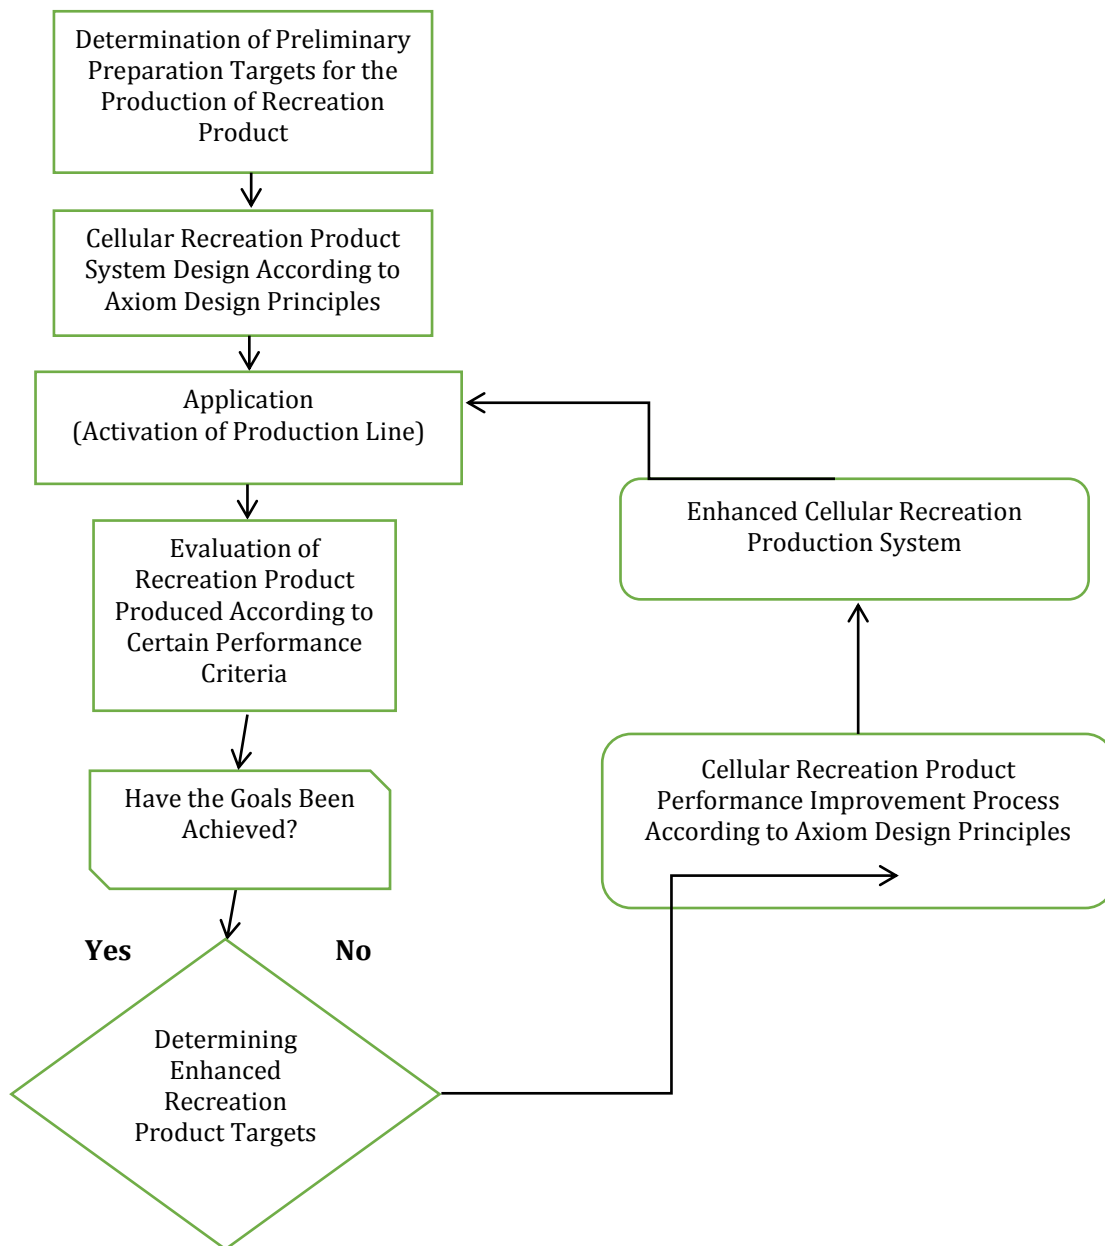 Determination of Preliminary
Preparation Targets for the
Production of Recreation
Product
Cellular Recreation Product
System Design According to
Axiom Design Principles
Application
(Activation of Production Line)
Evaluation of
Recreation Product
Produced According to
Certain Performance
Criteria
Have the Goals Been
Achieved?
Yes
No
Determining
Enhanced
Recreation
Product Targets
Enhanced Cellular Recreation
Production System
Cellular Recreation Product
Performance Improvement Process
According to Axiom Design Principles